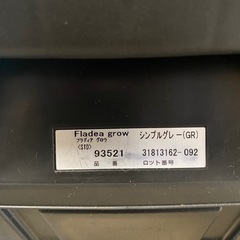 Fladea grow
フラディア グロウ
(STD)
シンプルグレー(GR)
93521
31813162-092
品 番
ロット番号